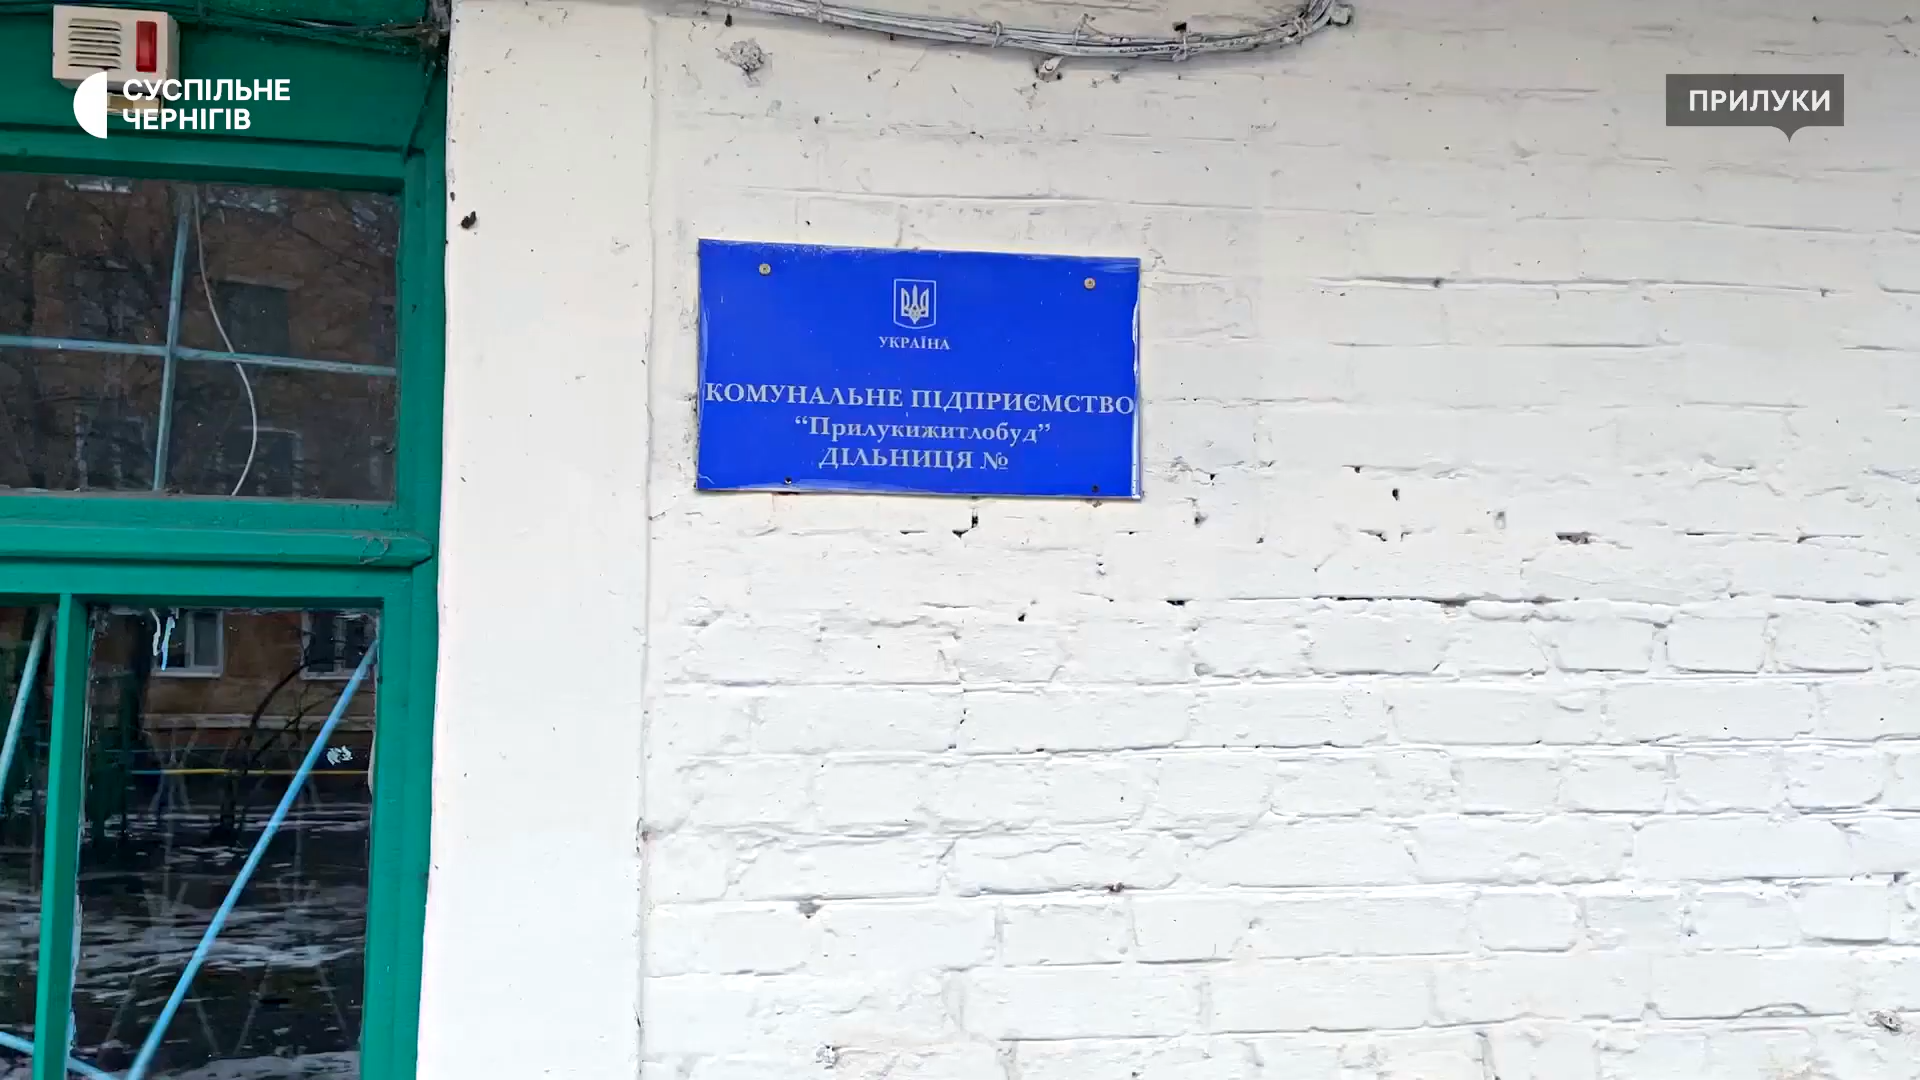 СУСПІЛЬНЕ
ЧЕРНІГІВ
ПРИЛУКИ
УКРАЇНА
КОМУНАЛЬНЕ ПІДПРИЄМСТВО
“Прилукижитлобуд”
ДІЛЬНИЦЯ №